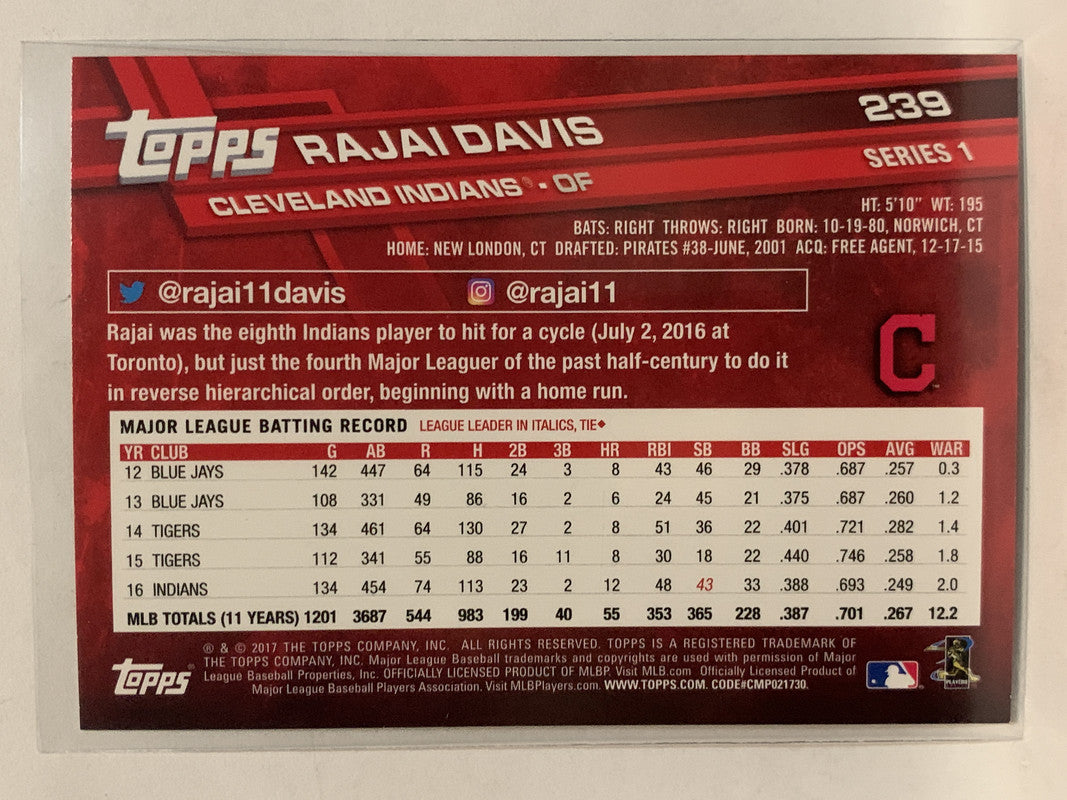 TOPPS RAJAI DAVIS 239
CLEVELAND INDIANS® • OF SERIES 1
HT: 5'10" WT: 195
BATS: RIGHT THROWS: RIGHT BORN: 10-19-80, NORWICH, CT
HOME: NEW LONDON, CT DRAFTED: PIRATES #38-JUNE, 2001 ACQ: FREE AGENT, 12-17-15
@rajai11davis @rajai11
Rajai was the eighth Indians player to hit for a cycle (July 2, 2016 at
Toronto), but just the fourth Major Leaguer of the past half-century to do it
in reverse hierarchical order, beginning with a home run.
C
MAJOR LEAGUE BATTING RECORD LEAGUE LEADER IN ITALICS, TIE◆
YR CLUB G AB R H 2B 3B HR RBI SB BB SLG OPS AVG WAR
12 BLUE JAYS 142 447 64 115 24 3 8 43 46 29 .378 .687 .257 0.3
13 BLUE JAYS 108 331 49 86 16 2 6 24 45 21 .375 .687 .260 1.2
14 TIGERS 134 461 64 130 27 2 8 51 36 22 .401 .721 .282 1.4
15 TIGERS 112 341 55 88 16 11 8 30 18 22 .440 .746 .258 1.8
16 INDIANS 134 454 74 113 23 2 12 48 43 33 .388 .693 .249 2.0
MLB TOTALS (11 YEARS) 1201 3687 544 983 199 40 55 353 365 228 .387 .701 .267 12.2
® & © 2017 THE TOPPS COMPANY, INC. ALL RIGHTS RESERVED. TOPPS IS A REGISTERED TRADEMARK OF
THE TOPPS COMPANY, INC. Major League Baseball trademarks and copyrights are used with permission of Major
League Baseball Properties, Inc. OFFICIALLY LICENSED PRODUCT OF MLBP. Visit MLB.com Officially Licensed Product of
Major League Baseball Players Association. Visit MLBPlayers.com. WWW.TOPPS.COM. CODE#CMP021730.
TOPPS®
PLAYERS